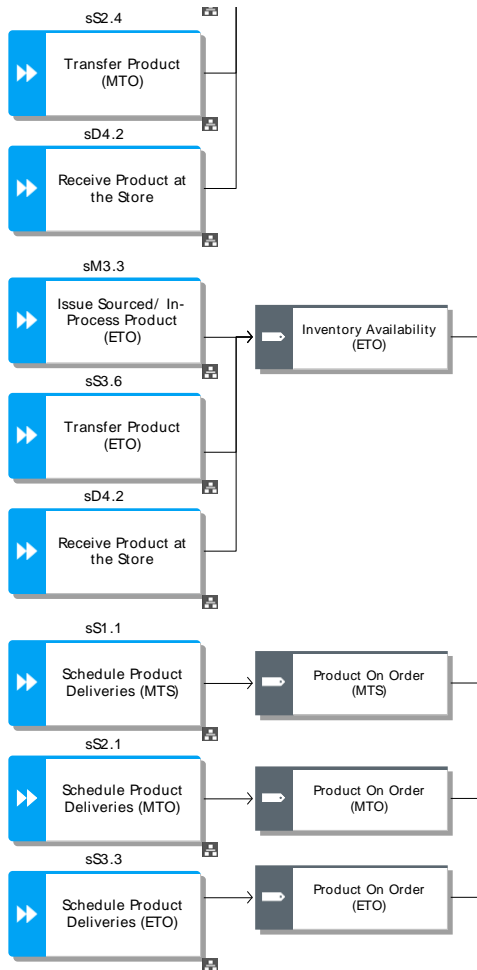 sS2.4
Transfer Product
(MTO)
sD4.2
Receive Product at
the Store
sM3.3
Issue Sourced/ In-
Process Product
(ETO)
Inventory Availability
(ETO)
sS3.6
Transfer Product
(ETO)
sD4.2
Receive Product at
the Store
sS1.1
Schedule Product
Deliveries (MTS)
Product On Order
(MTS)
sS2.1
Schedule Product
Deliveries (MTO)
Product On Order
(MTO)
sS3.3
Schedule Product
Deliveries (ETO)
Product On Order
(ETO)